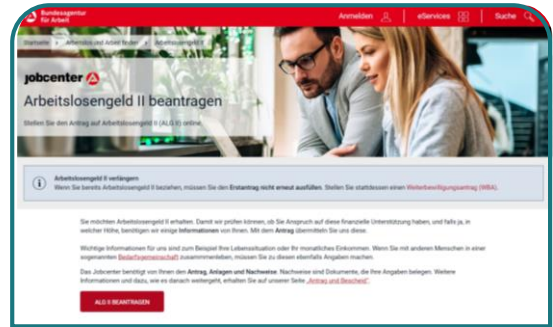 Bundesagentur
für Arbeit
Anmelden
eServices
Suche
Startseite > Arbeitslos und Arbeit finden > Arbeitslosengeld II
jobcenter
Arbeitslosengeld II beantragen
Stellen Sie den Antrag auf Arbeitslosengeld II (ALG II) online.
Arbeitslosengeld II verlängern
Wenn Sie bereits Arbeitslosengeld II beziehen, müssen Sie den Erstantrag nicht erneut ausfüllen. Stellen Sie stattdessen einen Weiterbewilligungsantrag (WBA).
Sie möchten Arbeitslosengeld II erhalten. Damit wir prüfen können, ob Sie Anspruch auf diese finanzielle Unterstützung haben, und falls ja, in
welcher Höhe, benötigen wir einige Informationen von Ihnen. Mit dem Antrag übermitteln Sie uns diese.
Wichtige Informationen für uns sind zum Beispiel Ihre Lebenssituation oder Ihr monatliches Einkommen. Wenn Sie mit anderen Menschen in einer
sogenannten Bedarfsgemeinschaft zusammenleben, müssen Sie zu diesen ebenfalls Angaben machen.
Das Jobcenter benötigt von Ihnen den Antrag, Anlagen und Nachweise. Nachweise sind Dokumente, die Ihre Angaben belegen. Weitere
Informationen und dazu, wie es danach weitergeht, erhalten Sie auf unserer Seite „Antrag und Bescheid“.
ALG II BEANTRAGEN